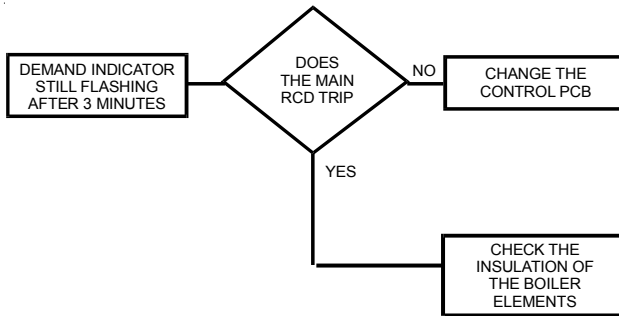 DEMAND INDICATOR
STILL FLASHING
AFTER 3 MINUTES
DOES
THE MAIN
RCD TRIP
NO
CHANGE THE
CONTROL PCB
YES
CHECK THE
INSULATION OF
THE BOILER
ELEMENTS